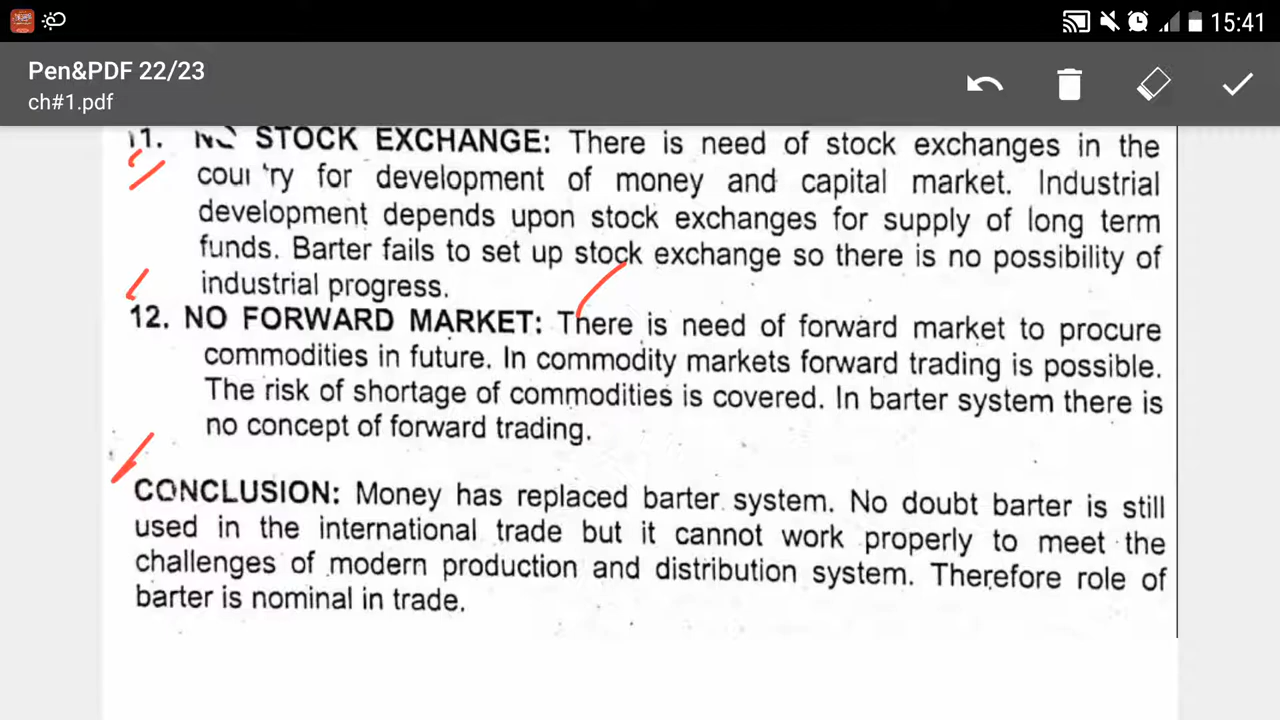 15:41
Pen&PDF 22/23
ch#1.pdf
11. NO STOCK EXCHANGE: There is need of stock exchanges in the
country for development of money and capital market. Industrial
development depends upon stock exchanges for supply of long term
funds. Barter fails to set up stock exchange so there is no possibility of
industrial progress.
12. NO FORWARD MARKET: There is need of forward market to procure
commodities in future. In commodity markets forward trading is possible.
The risk of shortage of commodities is covered. In barter system there is
no concept of forward trading.
CONCLUSION: Money has replaced barter system. No doubt barter is still
used in the international trade but it cannot work properly to meet the
challenges of modern production and distribution system. Therefore role of
barter is nominal in trade.